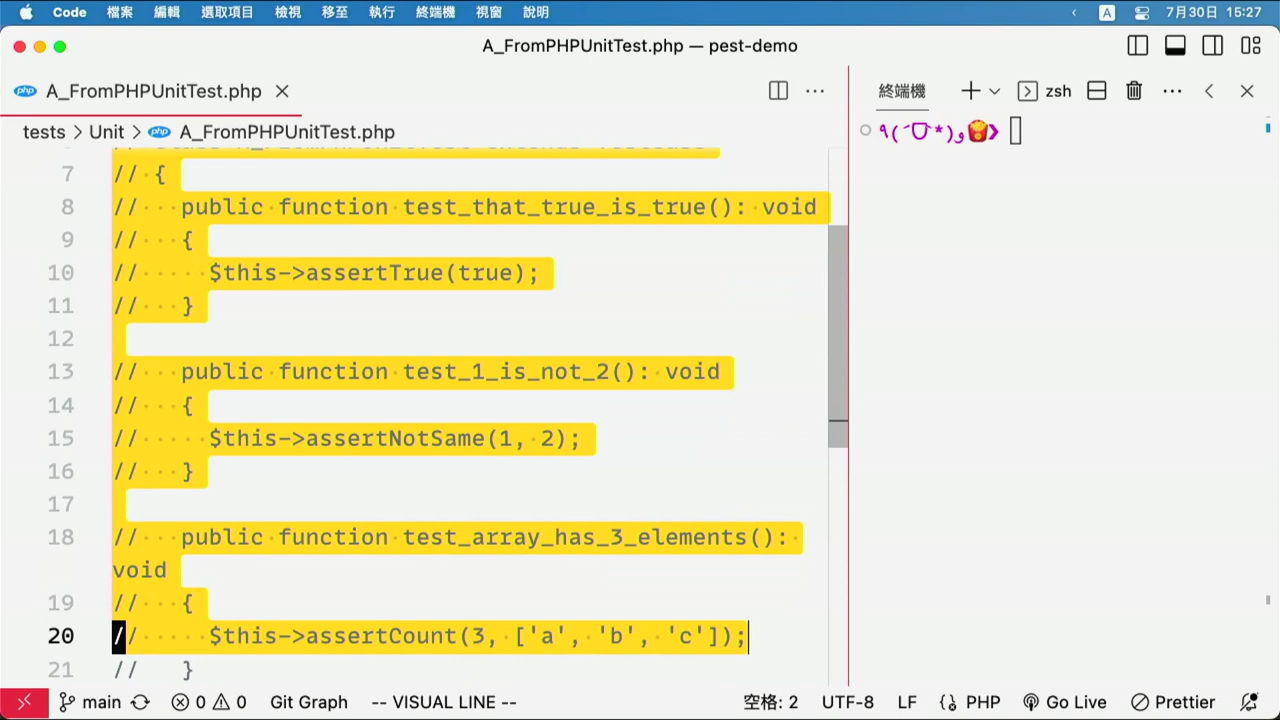 Code 檔案 編輯 選取項目 檢視 移至 執行 終端機 視窗 說明 A 7月30日 15:27
A_FromPHPUnitTest.php — pest-demo
php A_FromPHPUnitTest.php
終端機 zsh
tests > Unit > php A_FromPHPUnitTest.php
7 // {
8 // ··· public function test_that_true_is_true(): void
9 // ··· {
10 // ····· $this->assertTrue(true);
11 // ··· }
12
13 // ··· public function test_1_is_not_2(): void
14 // ··· {
15 // ····· $this->assertNotSame(1, 2);
16 // ··· }
17
18 // ··· public function test_array_has_3_elements():
void
19 // ··· {
20 // ····· $this->assertCount(3, ['a', 'b', 'c']);
21 // }
main 0 0 Git Graph -- VISUAL LINE -- 空格: 2 UTF-8 LF PHP Go Live Prettier